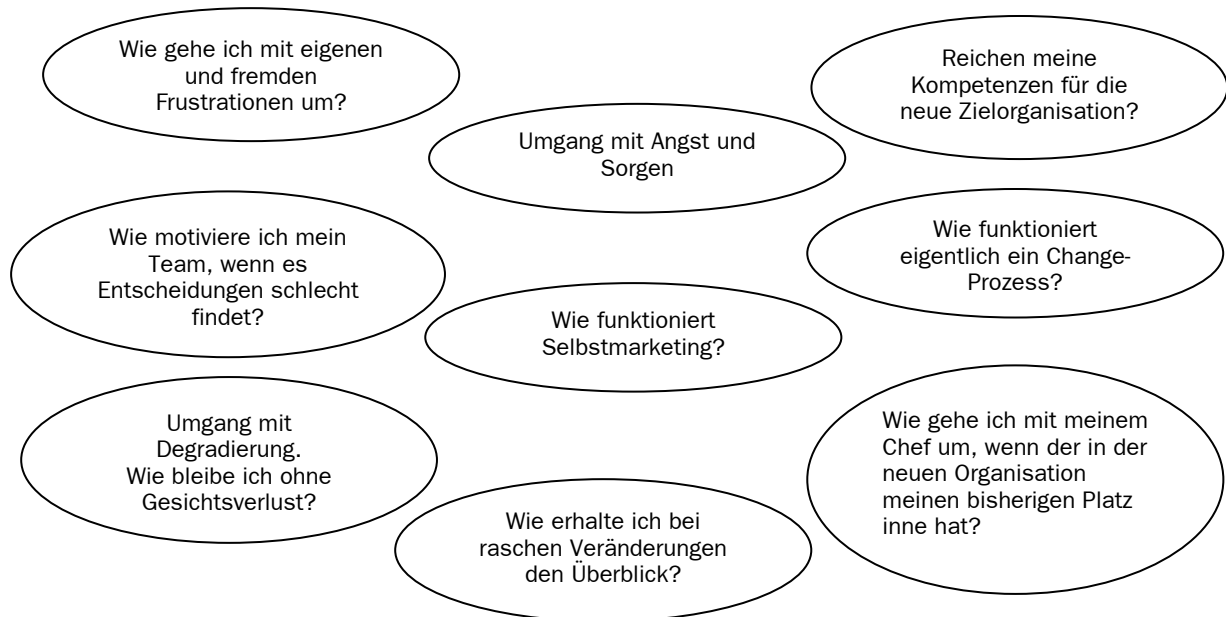 Wie gehe ich mit eigenen
und fremden
Frustrationen um?
Reichen meine
Kompetenzen für die
neue Zielorganisation?
Umgang mit Angst und
Sorgen
Wie motiviere ich mein
Team, wenn es
Entscheidungen schlecht
findet?
Wie funktioniert
eigentlich ein Change-
Prozess?
Wie funktioniert
Selbstmarketing?
Umgang mit
Degradierung.
Wie bleibe ich ohne
Gesichtsverlust?
Wie gehe ich mit meinem
Chef um, wenn der in der
neuen Organisation
meinen bisherigen Platz
inne hat?
Wie erhalte ich bei
raschen Veränderungen
den Überblick?